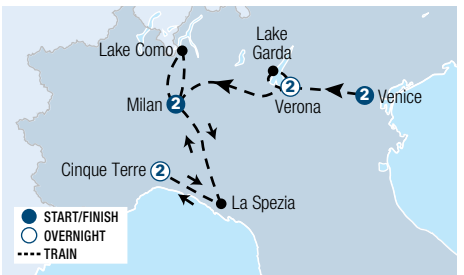 Lake Como
Lake
Garda
Milan
2
2
Verona
2
Venice
Cinque Terre
2
La Spezia
START/FINISH
OVERNIGHT
TRAIN